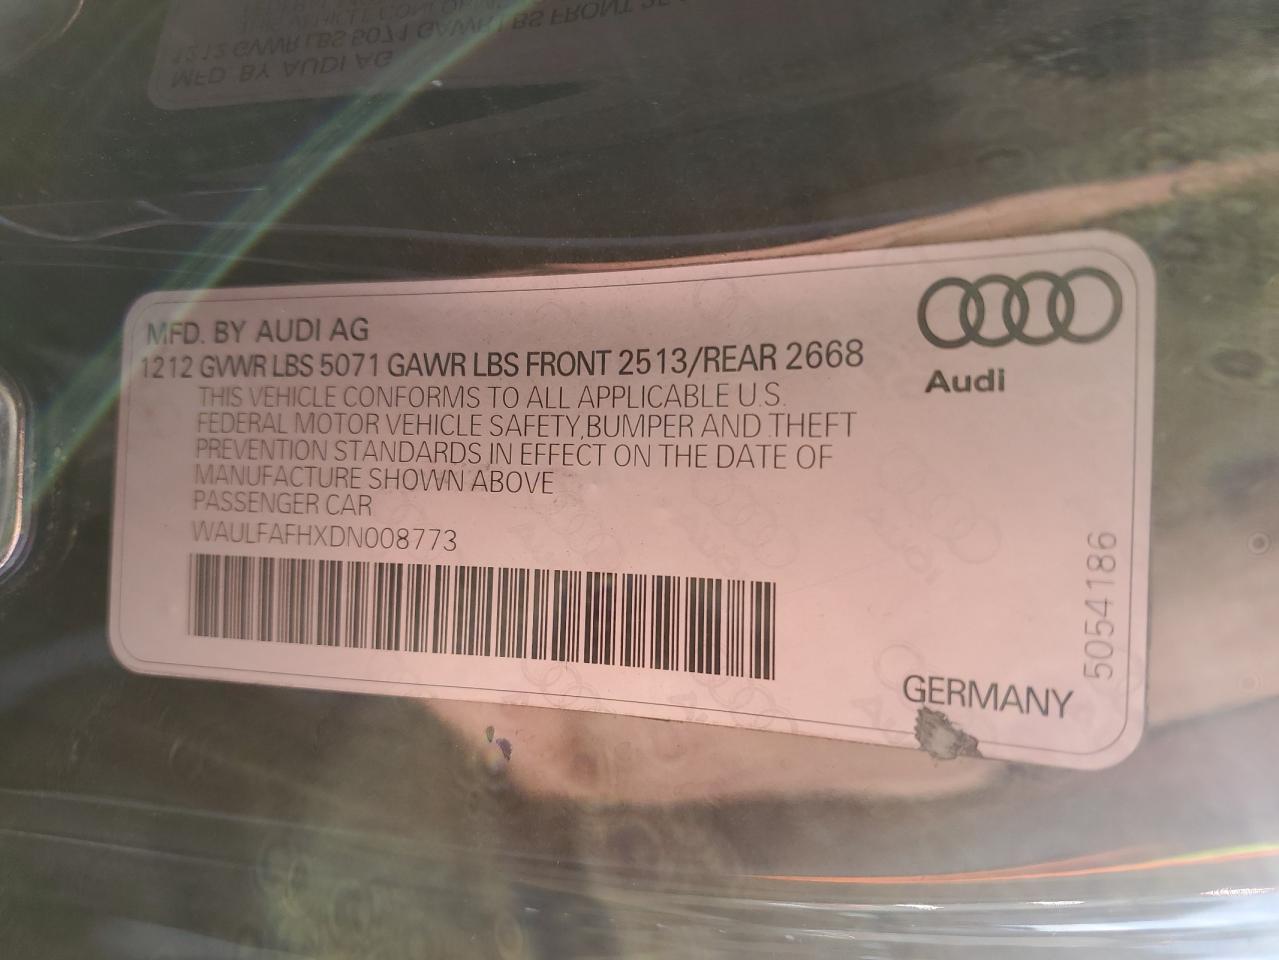 MFD. BY AUDI AG
1212 GVWR LBS 5071 GAWR LBS FRONT 2513/REAR 2668
THIS VEHICLE CONFORMS TO ALL APPLICABLE U.S.
FEDERAL MOTOR VEHICLE SAFETY,BUMPER AND THEFT
PREVENTION STANDARDS IN EFFECT ON THE DATE OF
MANUFACTURE SHOWN ABOVE
PASSENGER CAR
WAULFAFHXDN008773
Audi
5054186
GERMANY